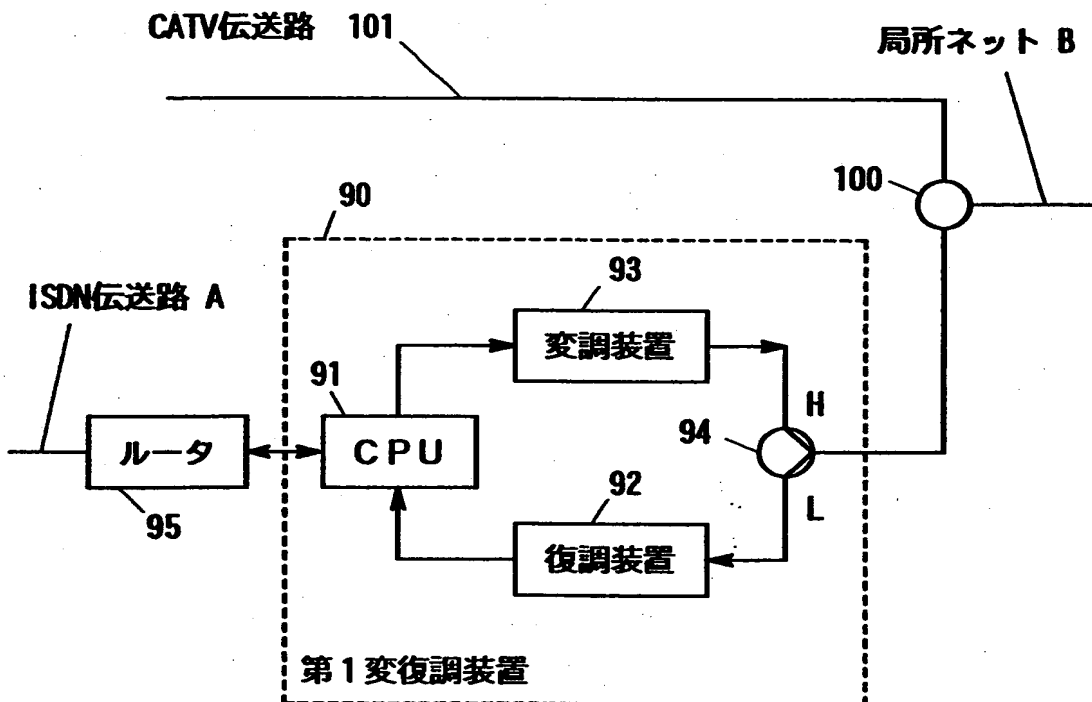 CATV伝送路 101
局所ネット B
100
90
ISDN伝送路 A
93
変調装置
91
H
ルータ
CPU
94
92
L
95
復調装置
第1変復調装置